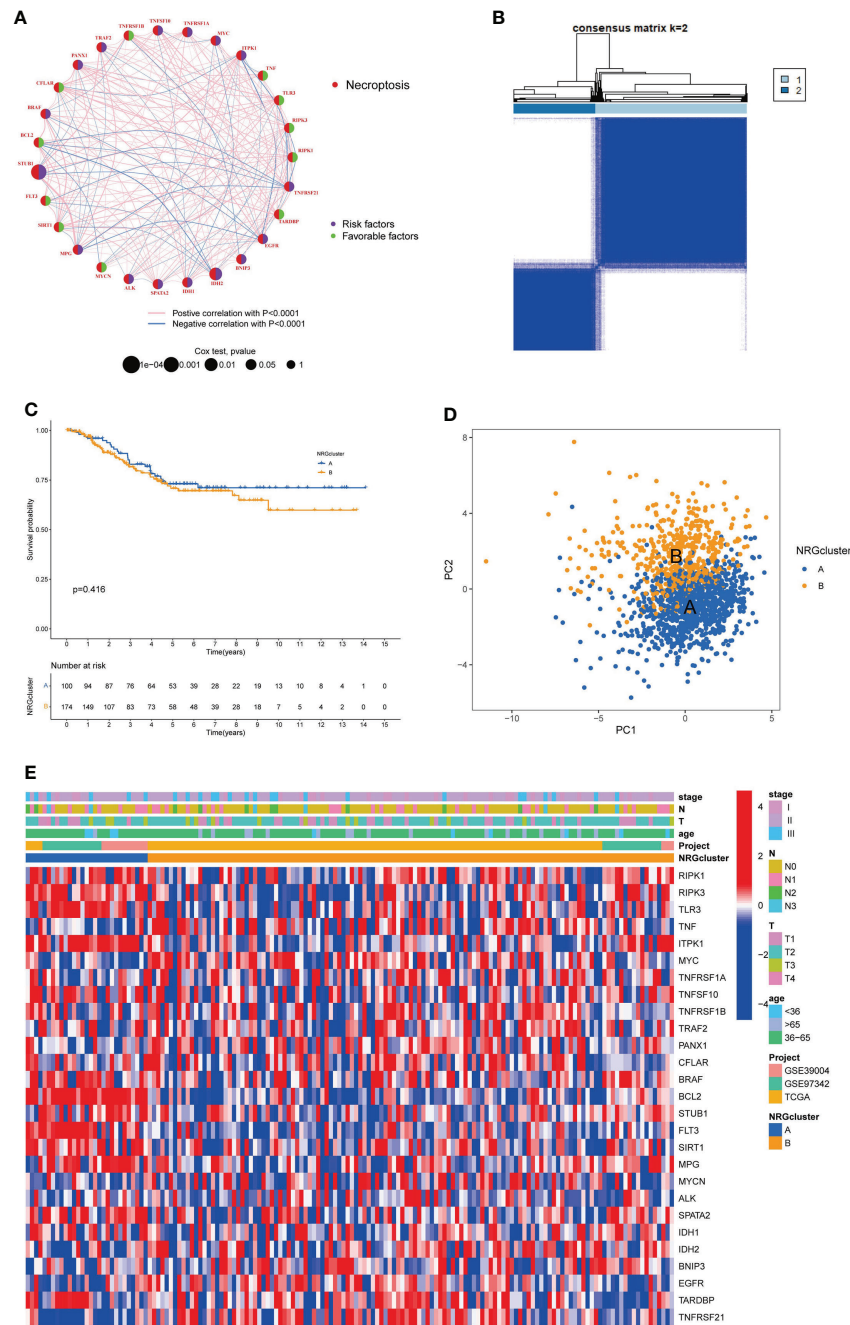 A
TNFRSF1B
TNFSF10
TNFRSF1A
MYC
ITPK1
TNF
TLR3
RIPK3
RIPK1
TNFRSF21
TARDBP
EGFR
BNIP3
IDH2
IDH1
SPATA2
ALK
MYCN
MPG
SIRT1
FLT3
STUB1
BCL2
BRAF
CFLAR
PANX1
TRAF2
Necroptosis
Risk factors
Favorable factors
Postive correlation with P<0.0001
Negative correlation with P<0.0001
Cox test, pvalue
1e-04 0.001 0.01 0.05 1
B
consensus matrix k=2
1
2
C
NRGcluster
A
B
1.00
0.75
0.50
0.25
0.00
Survival probability
p=0.416
0 1 2 3 4 5 6 7 8 9 10 11 12 13 14 15
Time(years)
Number at risk
NRGcluster
A 100 94 87 76 64 53 39 28 22 19 13 10 8 4 1 0
B 174 149 107 83 73 58 48 39 28 18 7 5 4 2 0 0
0 1 2 3 4 5 6 7 8 9 10 11 12 13 14 15
Time(years)
D
8
4
0
−4
PC2
B
A
−10 −5 0 5
PC1
NRGcluster
A
B
E
stage
N
T
age
Project
NRGcluster
RIPK1
RIPK3
TLR3
TNF
ITPK1
MYC
TNFRSF1A
TNFSF10
TNFRSF1B
TRAF2
PANX1
CFLAR
BRAF
BCL2
STUB1
FLT3
SIRT1
MPG
MYCN
ALK
SPATA2
IDH1
IDH2
BNIP3
EGFR
TARDBP
TNFRSF21
4
2
0
−2
−4
stage
I
II
III
N
N0
N1
N2
N3
T
T1
T2
T3
T4
age
<36
>65
36−65
Project
GSE39004
GSE97342
TCGA
NRGcluster
A
B